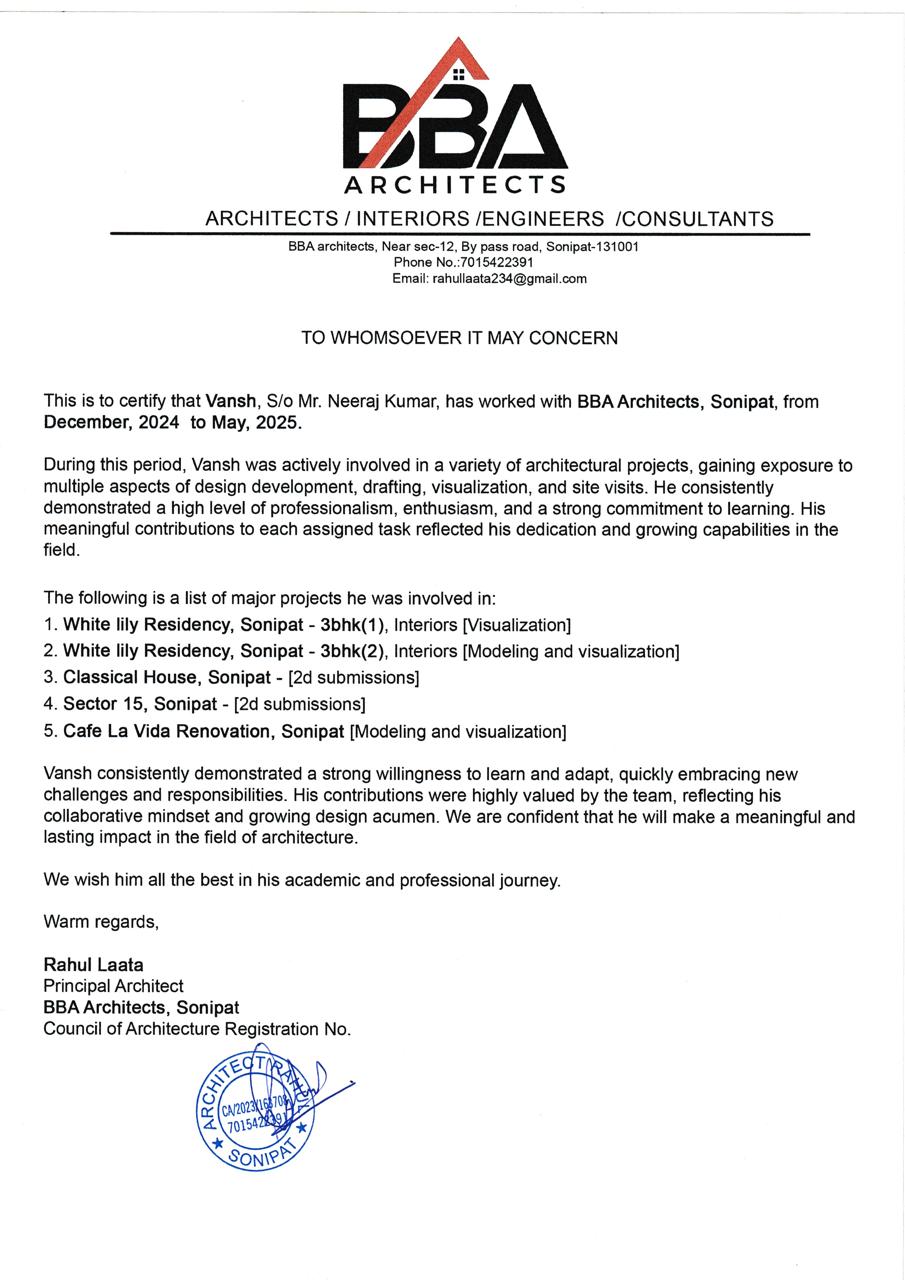 BBA
ARCHITECTS
ARCHITECTS / INTERIORS /ENGINEERS /CONSULTANTS
BBA architects, Near sec-12, By pass road, Sonipat-131001
Phone No.:7015422391
Email: rahullaata234@gmail.com
TO WHOMSOEVER IT MAY CONCERN
This is to certify that Vansh, S/o Mr. Neeraj Kumar, has worked with BBA Architects, Sonipat, from
December, 2024 to May, 2025.
During this period, Vansh was actively involved in a variety of architectural projects, gaining exposure to
multiple aspects of design development, drafting, visualization, and site visits. He consistently
demonstrated a high level of professionalism, enthusiasm, and a strong commitment to learning. His
meaningful contributions to each assigned task reflected his dedication and growing capabilities in the
field.
The following is a list of major projects he was involved in:
1. White lily Residency, Sonipat - 3bhk(1), Interiors [Visualization]
2. White lily Residency, Sonipat - 3bhk(2), Interiors [Modeling and visualization]
3. Classical House, Sonipat - [2d submissions]
4. Sector 15, Sonipat - [2d submissions]
5. Cafe La Vida Renovation, Sonipat [Modeling and visualization]
Vansh consistently demonstrated a strong willingness to learn and adapt, quickly embracing new
challenges and responsibilities. His contributions were highly valued by the team, reflecting his
collaborative mindset and growing design acumen. We are confident that he will make a meaningful and
lasting impact in the field of architecture.
We wish him all the best in his academic and professional journey.
Warm regards,
Rahul Laata
Principal Architect
BBA Architects, Sonipat
Council of Architecture Registration No.
ARCHITECT RAHUL
7015422391
SONIPAT